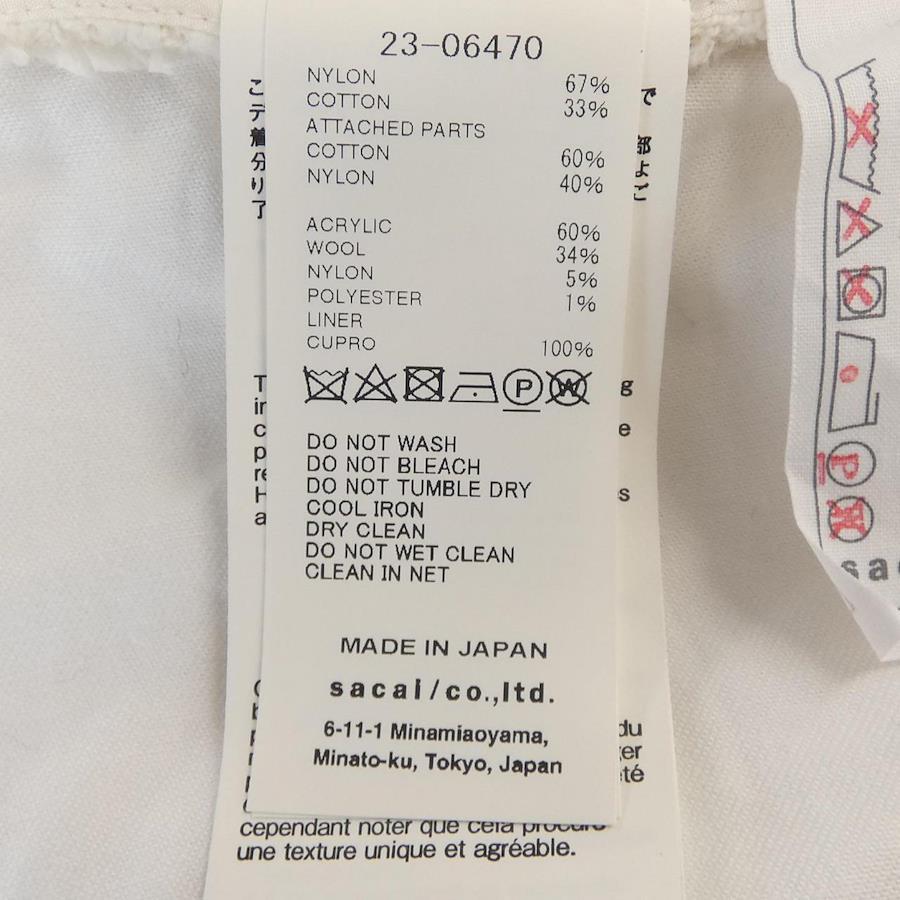 23-06470
NYLON 67%
COTTON 33%
ATTACHED PARTS
COTTON 60%
NYLON 40%
ACRYLIC 60%
WOOL 34%
NYLON 5%
POLYESTER 1%
LINER
CUPRO 100%
P W
DO NOT WASH
DO NOT BLEACH
DO NOT TUMBLE DRY
COOL IRON
DRY CLEAN
DO NOT WET CLEAN
CLEAN IN NET
MADE IN JAPAN
sacai/co.,ltd.
6-11-1 Minamiaoyama,
Minato-ku, Tokyo, Japan
du
été
cependant noter que cela procure
une texture unique et agréable.
P
saca